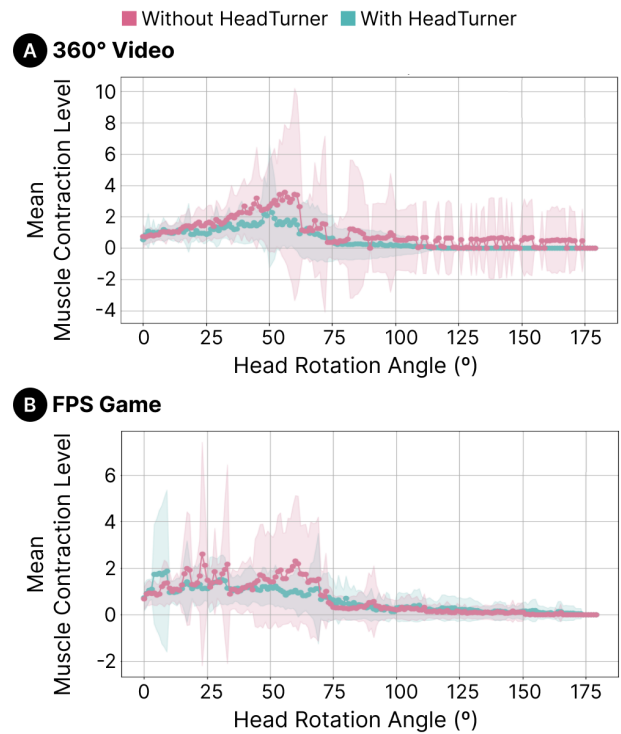 Without HeadTurner With HeadTurner
A 360° Video
Mean
Muscle Contraction Level
10
8
6
4
2
0
-2
-4
0 25 50 75 100 125 150 175
Head Rotation Angle (º)
B FPS Game
Mean
Muscle Contraction Level
6
4
2
0
-2
0 25 50 75 100 125 150 175
Head Rotation Angle (º)